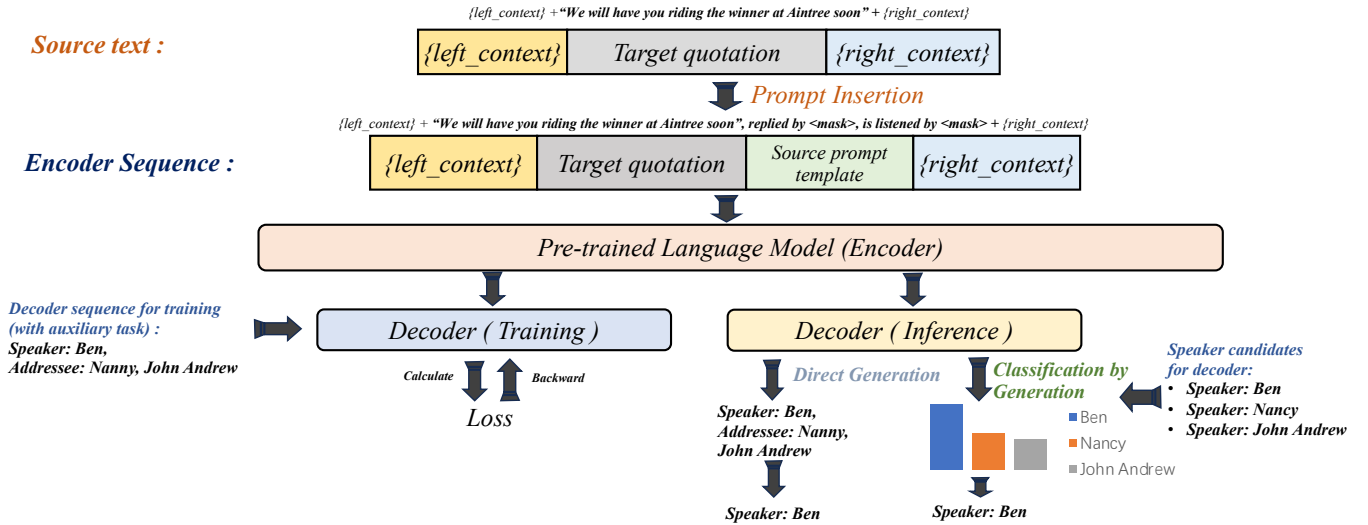 {left_context} +“We will have you riding the winner at Aintree soon” + {right_context}
Source text :
{left_context}
Target quotation
{right_context}
Prompt Insertion
{left_context} + “We will have you riding the winner at Aintree soon”, replied by <mask>, is listened by <mask> + {right_context}
Encoder Sequence :
{left_context}
Target quotation
Source prompt
template
{right_context}
Pre-trained Language Model (Encoder)
Decoder sequence for training
(with auxiliary task) :
Speaker: Ben,
Addressee: Nanny, John Andrew
Decoder ( Training )
Calculate
Backward
Loss
Decoder ( Inference )
Direct Generation
Speaker: Ben,
Addressee: Nanny,
John Andrew
Speaker: Ben
Classification by
Generation
Ben
Nancy
John Andrew
Speaker: Ben
Speaker candidates
for decoder:
• Speaker: Ben
• Speaker: Nancy
• Speaker: John Andrew